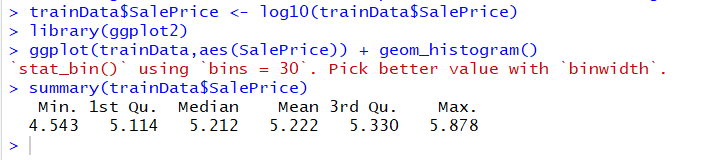 > trainData$SalePrice <- log10(trainData$SalePrice)
> library(ggplot2)
> ggplot(trainData,aes(SalePrice)) + geom_histogram()
`stat_bin()` using `bins = 30`. Pick better value with `binwidth`.
> summary(trainData$SalePrice)
   Min. 1st Qu.  Median    Mean 3rd Qu.    Max.
  4.543   5.114   5.212   5.222   5.330   5.878
>